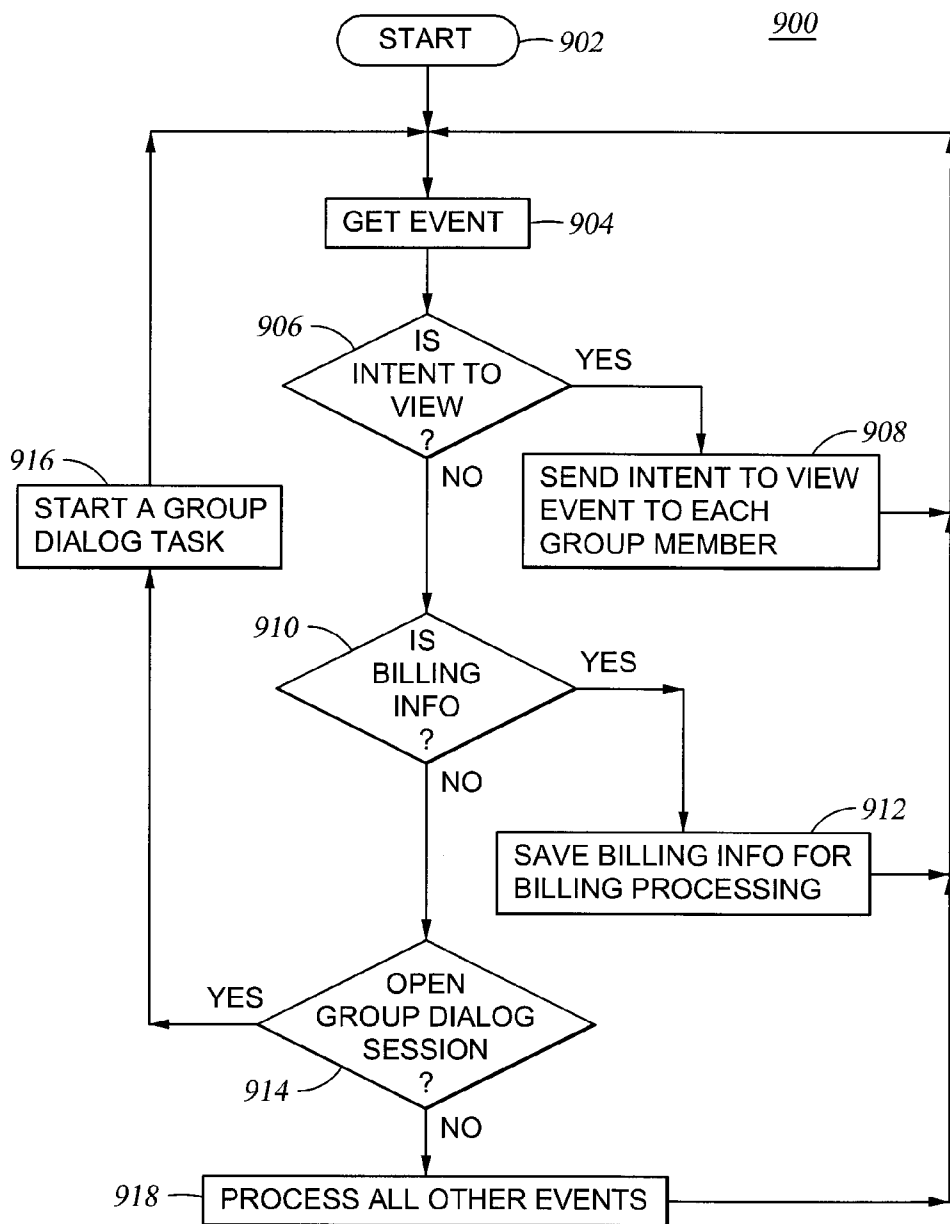 900
START
902
GET EVENT
904
906
IS
INTENT TO
VIEW
?
YES
NO
908
SEND INTENT TO VIEW
EVENT TO EACH
GROUP MEMBER
916
START A GROUP
DIALOG TASK
910
IS
BILLING
INFO
?
YES
NO
912
SAVE BILLING INFO FOR
BILLING PROCESSING
OPEN
GROUP DIALOG
SESSION
?
YES
914
NO
918
PROCESS ALL OTHER EVENTS